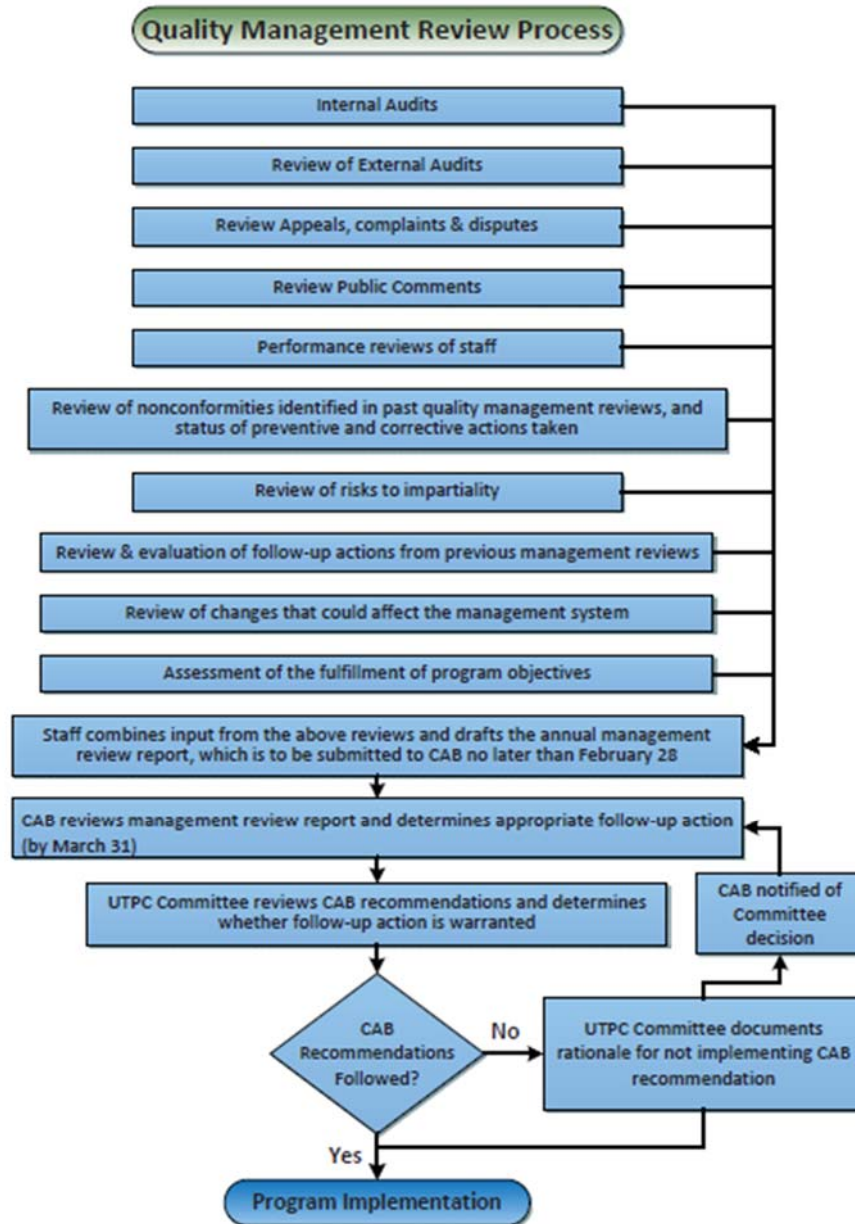 Quality Management Review Process
Internal Audits
Review of External Audits
Review Appeals, complaints & disputes
Review Public Comments
Performance reviews of staff
Review of nonconformities identified in past quality management reviews, and
status of preventive and corrective actions taken
Review of risks to impartiality
Review & evaluation of follow-up actions from previous management reviews
Review of changes that could affect the management system
Assessment of the fulfillment of program objectives
Staff combines input from the above reviews and drafts the annual management
review report, which is to be submitted to CAB no later than February 28
CAB reviews management review report and determines appropriate follow-up action
(by March 31)
UTPC Committee reviews CAB recommendations and determines
whether follow-up action is warranted
CAB notified of
Committee
decision
CAB
Recommendations
Followed?
No
UTPC Committee documents
rationale for not implementing CAB
recommendation
Yes
Program Implementation